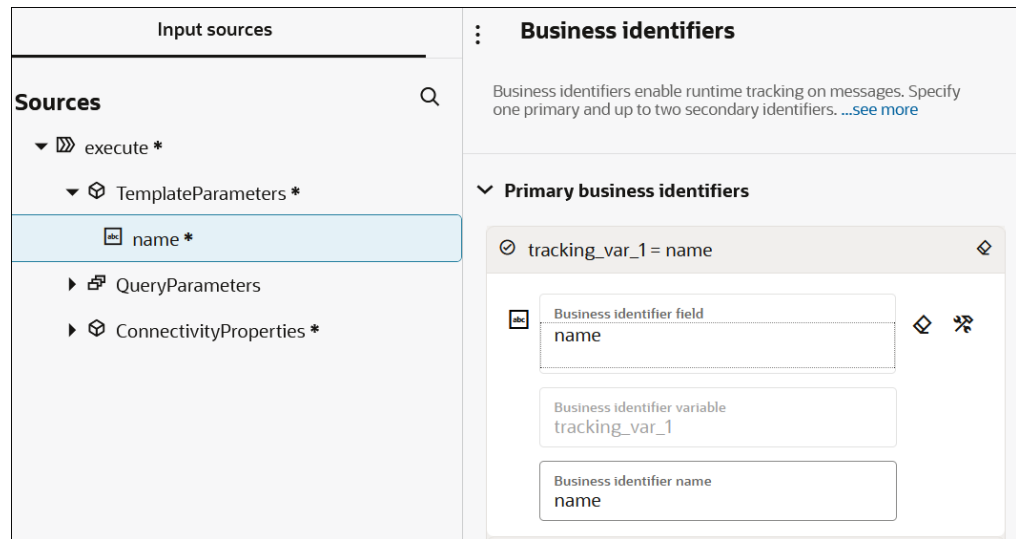 Input sources
Sources
execute *
TemplateParameters *
abc name *
QueryParameters
ConnectivityProperties *
Business identifiers
Business identifiers enable runtime tracking on messages. Specify
one primary and up to two secondary identifiers. ...see more
Primary business identifiers
tracking_var_1 = name
abc
Business identifier field
name
Business identifier variable
tracking_var_1
Business identifier name
name